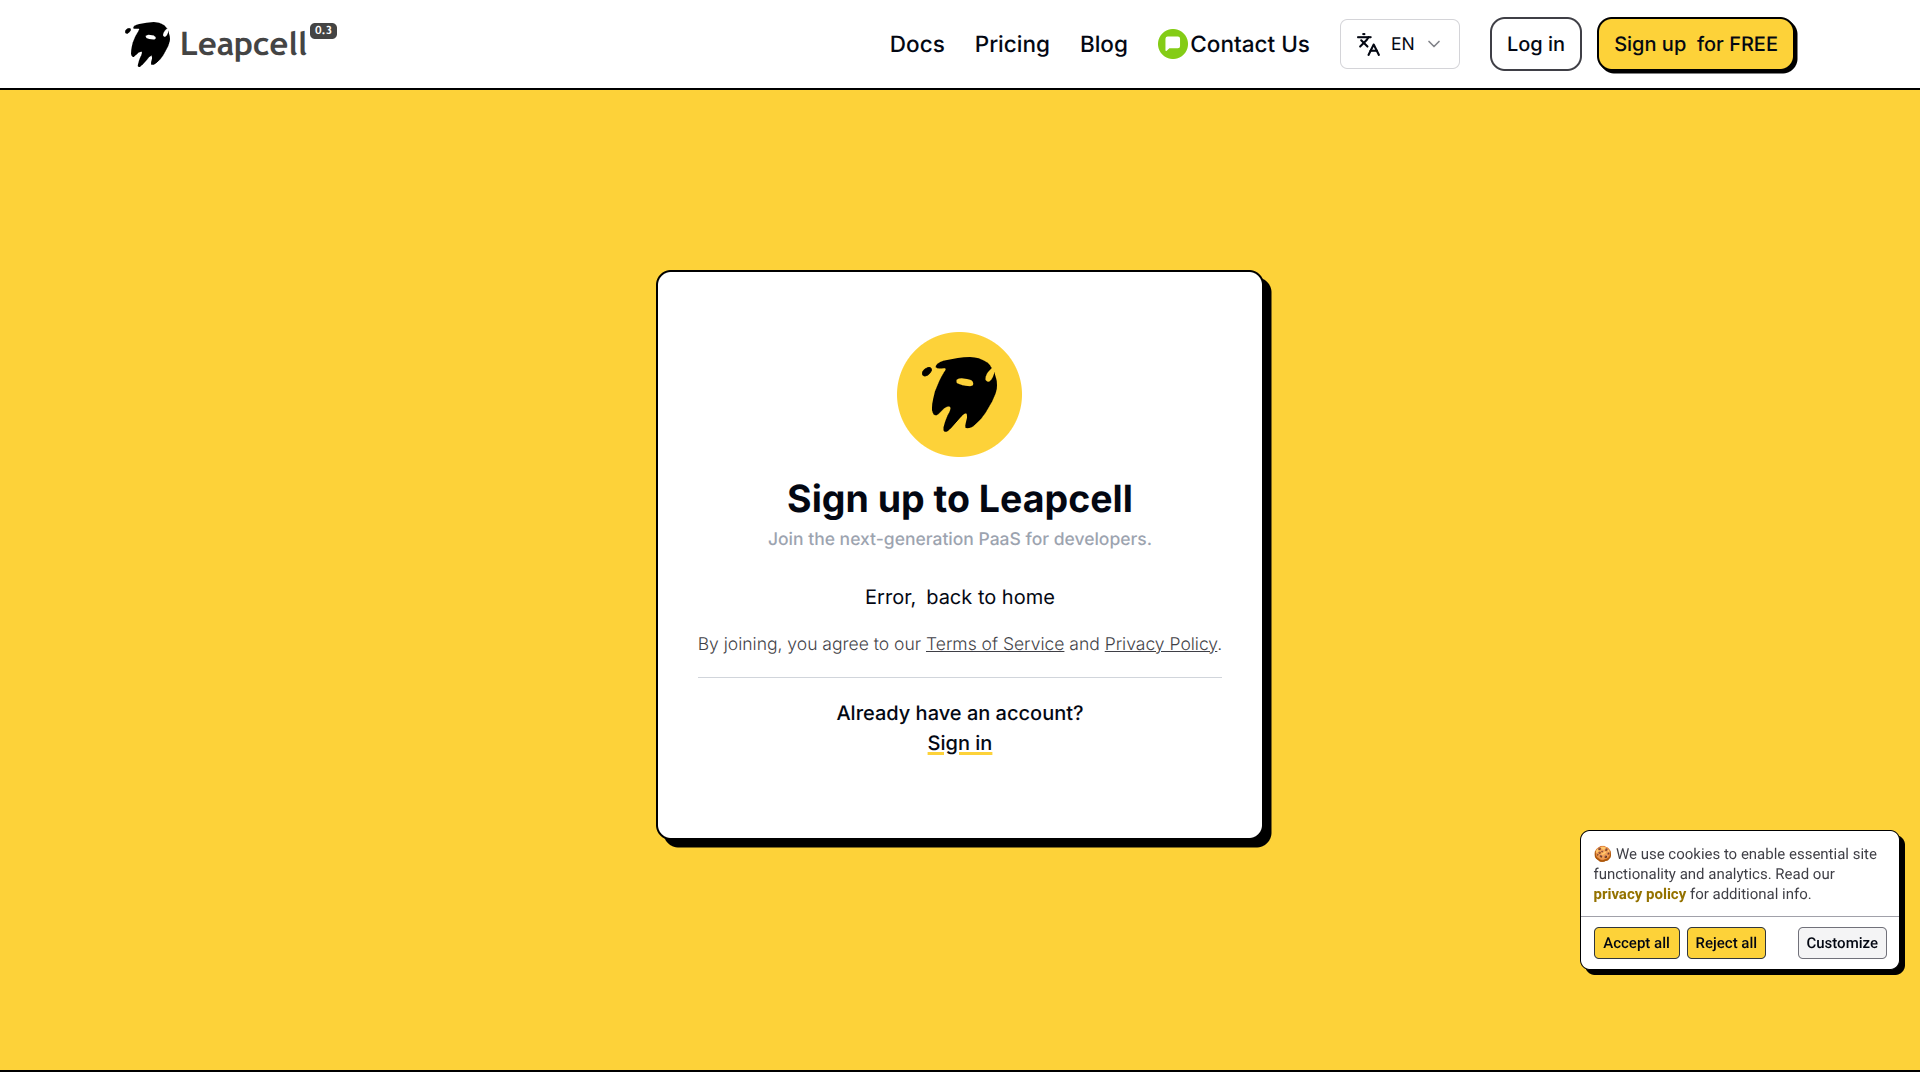 Leapcell 0.3
Docs Pricing Blog Contact Us EN Log in Sign up for FREE
Sign up to Leapcell
Join the next-generation PaaS for developers.
Error, back to home
By joining, you agree to our Terms of Service and Privacy Policy.
Already have an account?
Sign in
🍪 We use cookies to enable essential site
functionality and analytics. Read our
privacy policy for additional info.
Accept all Reject all Customize